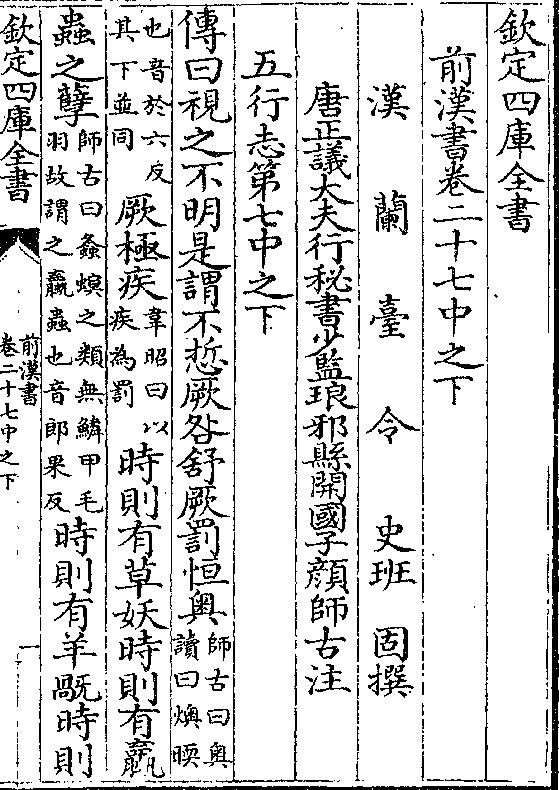 欽定四庫全書
前漢書卷二十七中之下
漢蘭臺令史班固撰
唐正議大夫行秘書少監琅邪縣開國子顏師古注
五行志第七中之下
傳曰視之不明是謂不悊厥咎舒厥罰恒奥師古曰奥讀曰燠燠暖
也音於六反其下並同厥極疾韋昭曰以疾為罰時則有草妖時則有蠃
蟲之孽師古曰螽螟之類無鱗甲毛羽故謂之蠃蟲也音郎果反時則有羊旤時則
欽定四庫全書
前漢書
卷二十七中之下
一